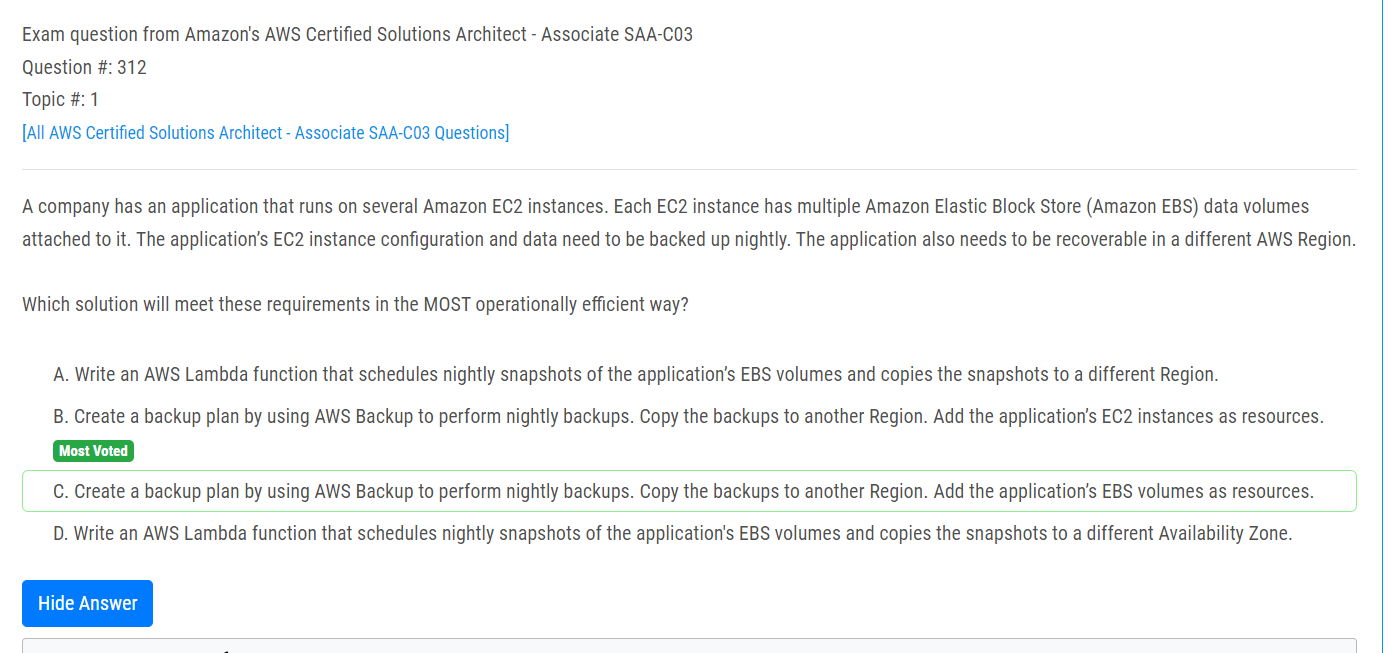 Exam question from Amazon's AWS Certified Solutions Architect - Associate SAA-C03
Question #: 312
Topic #: 1
[All AWS Certified Solutions Architect - Associate SAA-C03 Questions]
A company has an application that runs on several Amazon EC2 instances. Each EC2 instance has multiple Amazon Elastic Block Store (Amazon EBS) data volumes
attached to it. The application’s EC2 instance configuration and data need to be backed up nightly. The application also needs to be recoverable in a different AWS Region.
Which solution will meet these requirements in the MOST operationally efficient way?
A. Write an AWS Lambda function that schedules nightly snapshots of the application’s EBS volumes and copies the snapshots to a different Region.
B. Create a backup plan by using AWS Backup to perform nightly backups. Copy the backups to another Region. Add the application’s EC2 instances as resources.
Most Voted
C. Create a backup plan by using AWS Backup to perform nightly backups. Copy the backups to another Region. Add the application’s EBS volumes as resources.
D. Write an AWS Lambda function that schedules nightly snapshots of the application's EBS volumes and copies the snapshots to a different Availability Zone.
Hide Answer